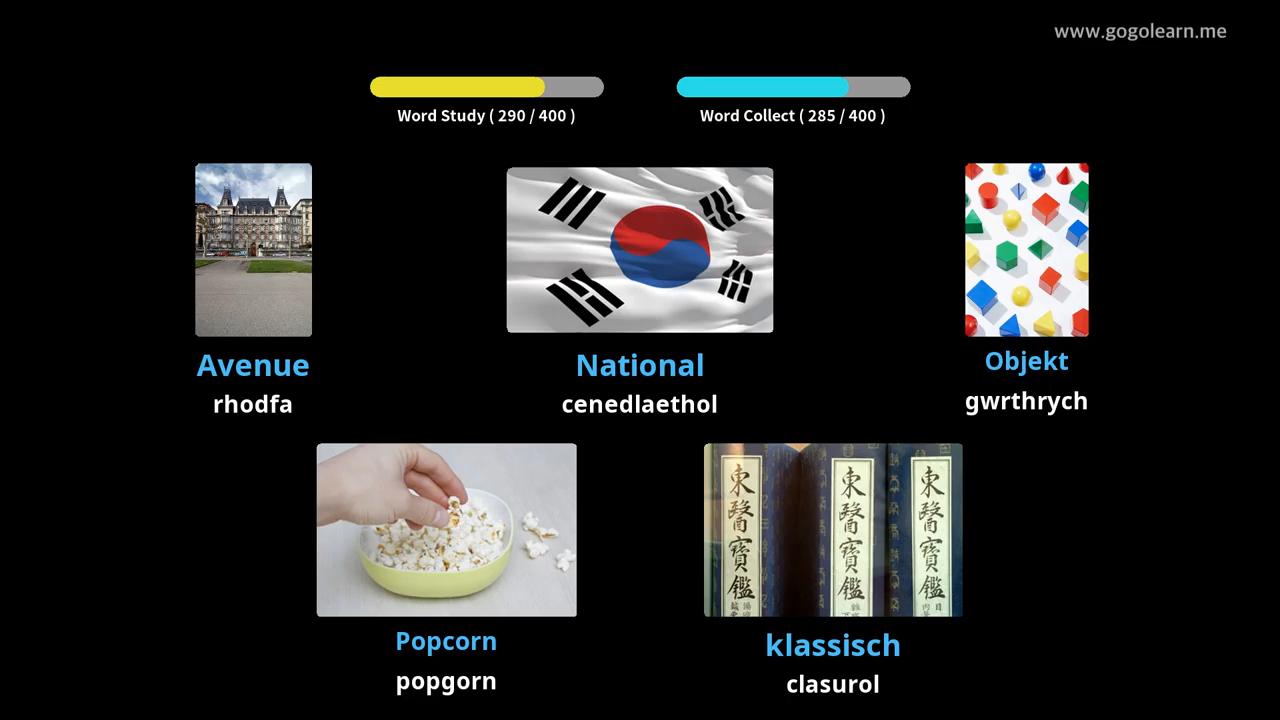 www.gogolearn.me
Word Study ( 290 / 400 )
Word Collect ( 285 / 400 )
Avenue
rhodfa
National
cenedlaethol
Objekt
gwrthrych
Popcorn
popgorn
klassisch
clasurol
東醫寶鑑
東醫寶鑑
東醫寶鑑